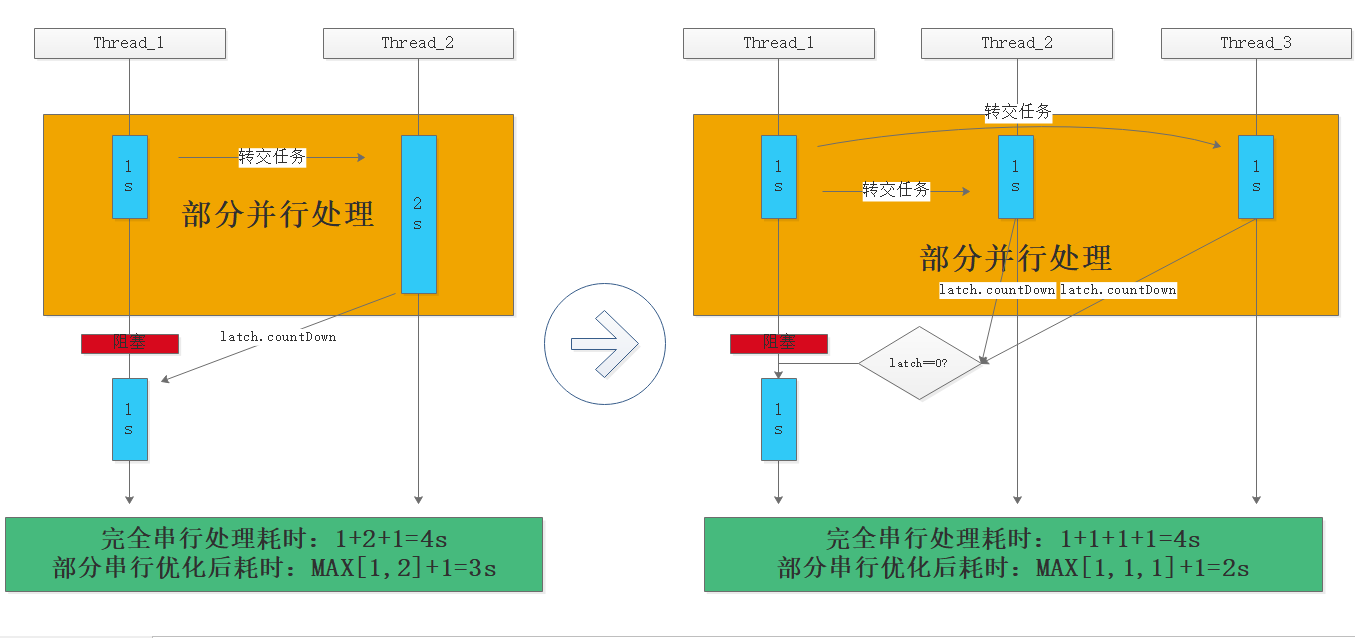 Thread_1
Thread_2
转交任务
1
s
2
s
部分并行处理
阻塞
latch.countDown
1
s
完全串行处理耗时：1+2+1=4s
部分串行优化后耗时：MAX[1,2]+1=3s
Thread_1
Thread_2
Thread_3
转交任务
1
s
1
s
1
s
转交任务
部分并行处理
latch.countDown
latch.countDown
阻塞
latch==0?
1
s
完全串行处理耗时：1+1+1+1=4s
部分串行优化后耗时：MAX[1,1,1]+1=2s